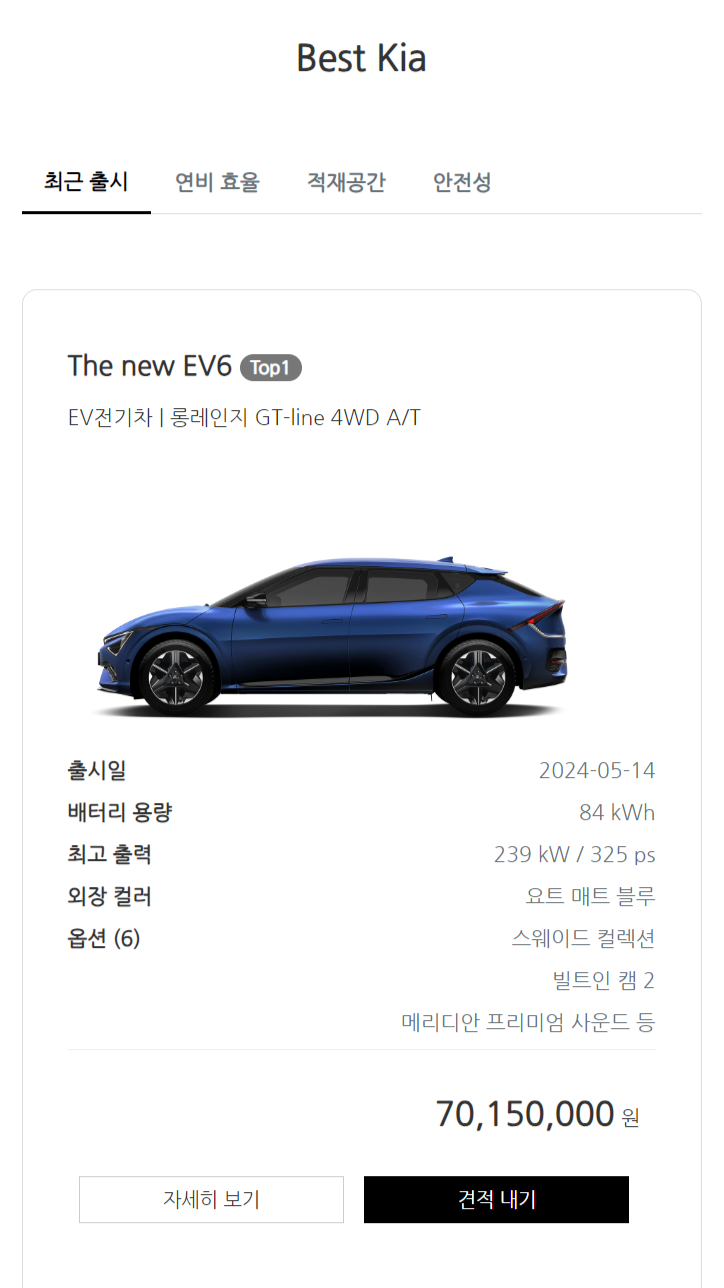 Best Kia
최근 출시 연비 효율 적재공간 안전성
The new EV6 Top1
EV전기차 | 롱레인지 GT-line 4WD A/T
출시일 2024-05-14
배터리 용량 84 kWh
최고 출력 239 kW / 325 ps
외장 컬러 요트 매트 블루
옵션 (6) 스웨이드 컬렉션
빌트인 캠 2
메리디안 프리미엄 사운드 등
70,150,000 원
자세히 보기 견적 내기